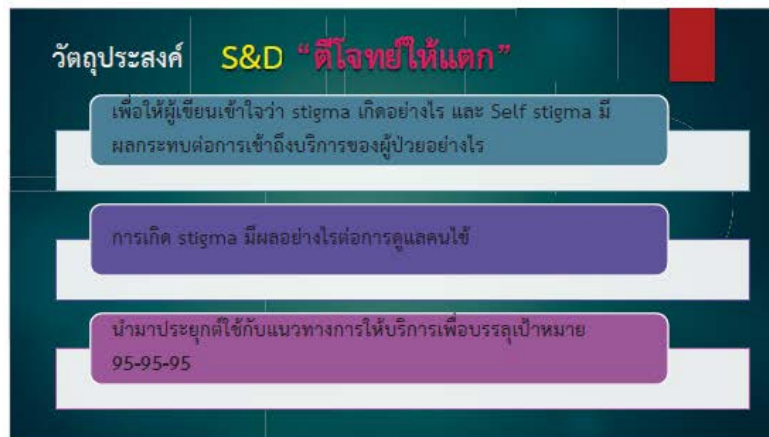 วัตถุประสงค์ S&D “ตีโจทย์ให้แตก”
เพื่อให้ผู้เขียนเข้าใจว่า stigma เกิดอย่างไร และ Self stigma มี
ผลกระทบต่อการเข้าถึงบริการของผู้ป่วยอย่างไร
การเกิด stigma มีผลอย่างไรต่อการดูแลคนไข้
นำมาประยุกต์ใช้กับแนวทางการให้บริการเพื่อบรรลุเป้าหมาย
95-95-95